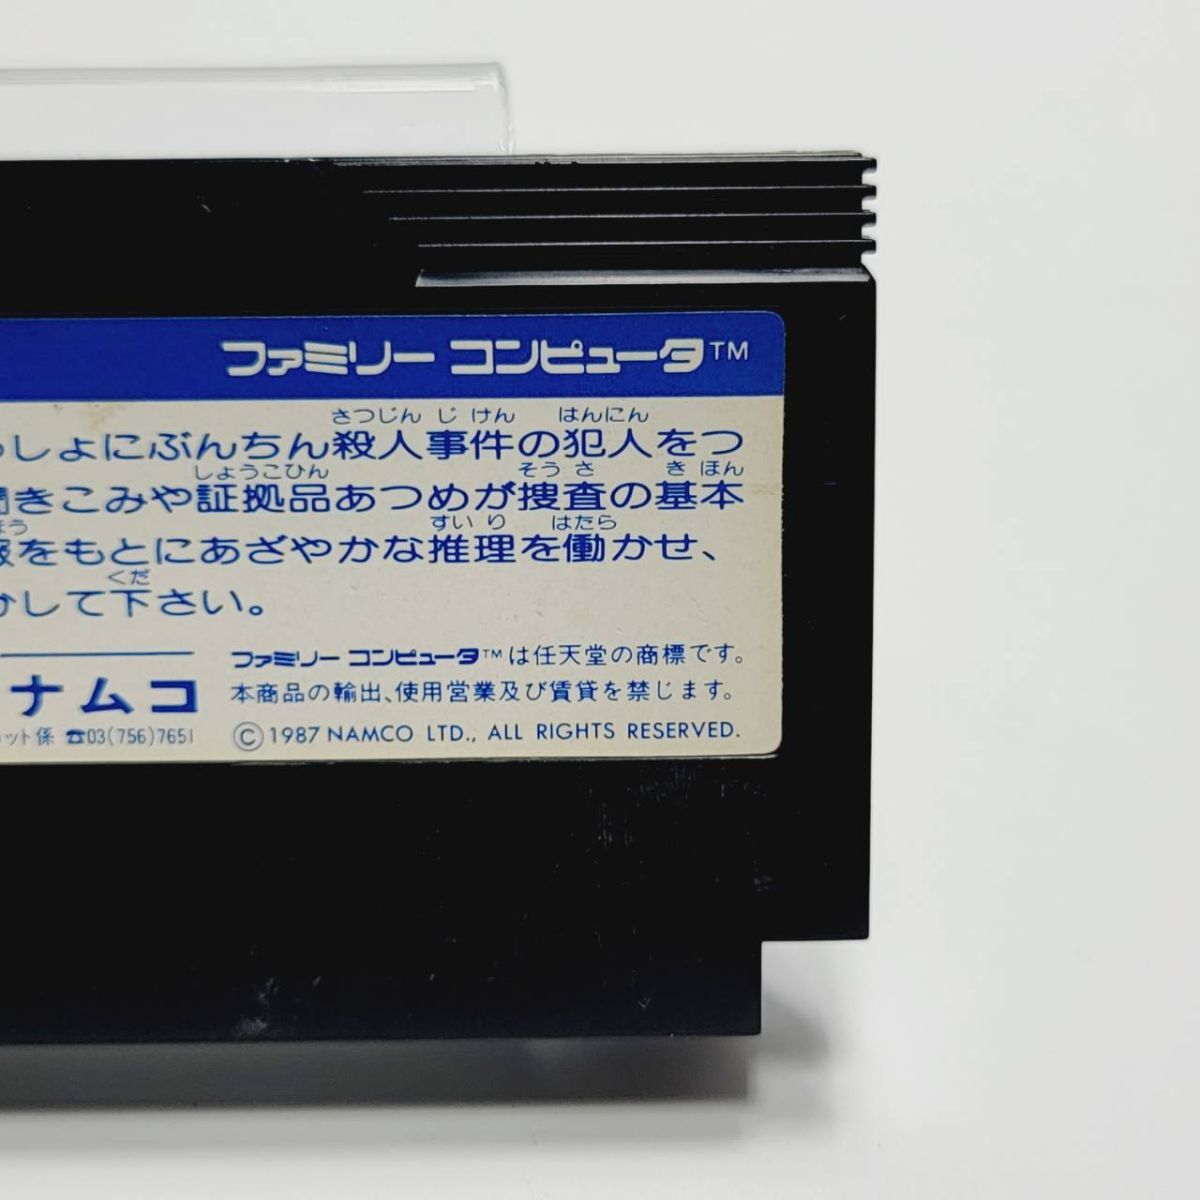 ファミリー コンピュータTM
さつじん じ けん はんにん
っしょにぶんちん殺人事件の犯人をつ
しょうこひん そう さ き ほん
聞きこみや証拠品あつめが捜査の基本
ほう すい り はたら
報をもとにあざやかな推理を働かせ、
くだ
かして下さい。
ファミリー コンピュータTMは任天堂の商標です。
ナムコ
本商品の輸出、使用営業及び賃貸を禁じます。
ット係 ☎03(756)7651
©1987 NAMCO LTD., ALL RIGHTS RESERVED.